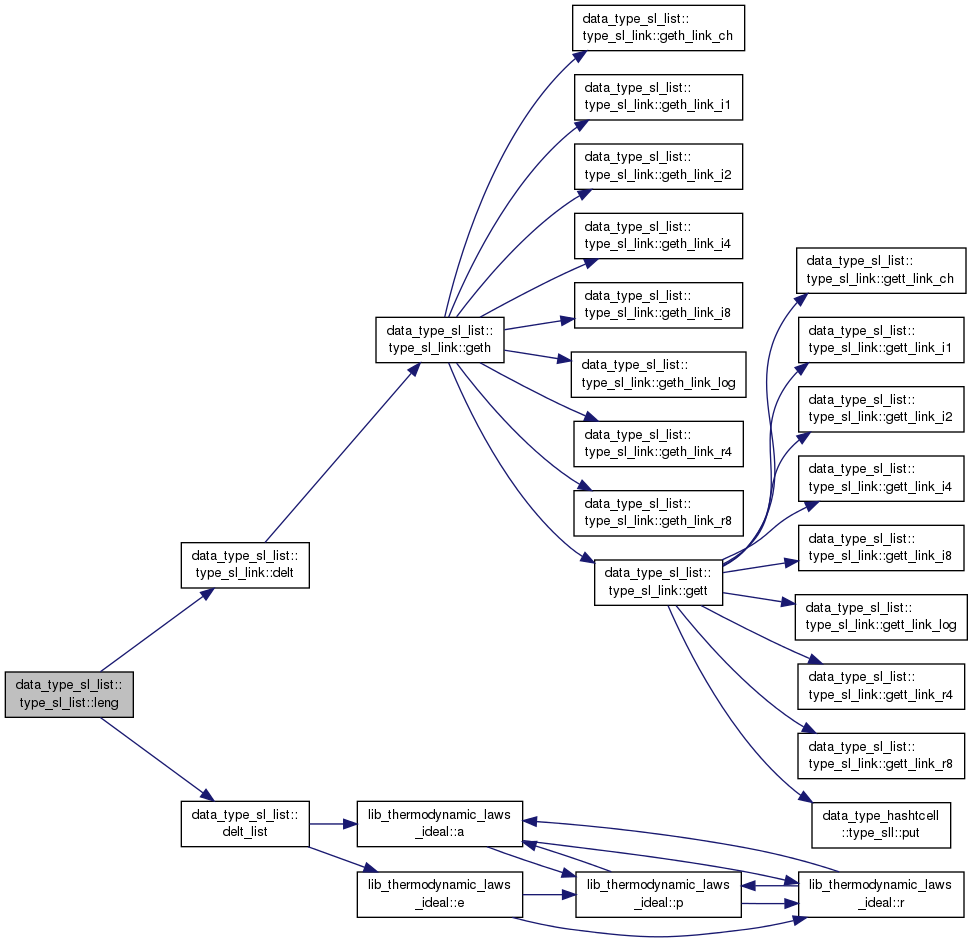 data_type_sl_list::
type_sl_link::geth_link_ch
data_type_sl_list::
type_sl_link::geth_link_i1
data_type_sl_list::
type_sl_link::geth_link_i2
data_type_sl_list::
type_sl_link::geth_link_i4
data_type_sl_list::
type_sl_link::geth_link_i8
data_type_sl_list::
type_sl_link::geth
data_type_sl_list::
type_sl_link::geth_link_log
data_type_sl_list::
type_sl_link::geth_link_r4
data_type_sl_list::
type_sl_link::geth_link_r8
data_type_sl_list::
type_sl_link::gett
data_type_sl_list::
type_sl_link::gett_link_ch
data_type_sl_list::
type_sl_link::gett_link_i1
data_type_sl_list::
type_sl_link::gett_link_i2
data_type_sl_list::
type_sl_link::gett_link_i4
data_type_sl_list::
type_sl_link::gett_link_i8
data_type_sl_list::
type_sl_link::gett_link_log
data_type_sl_list::
type_sl_link::gett_link_r4
data_type_sl_list::
type_sl_link::gett_link_r8
data_type_hashtcell
::type_sll::put
data_type_sl_list::
type_sl_link::delt
data_type_sl_list::
type_sl_list::leng
data_type_sl_list::
delt_list
lib_thermodynamic_laws
_ideal::a
lib_thermodynamic_laws
_ideal::e
lib_thermodynamic_laws
_ideal::p
lib_thermodynamic_laws
_ideal::r